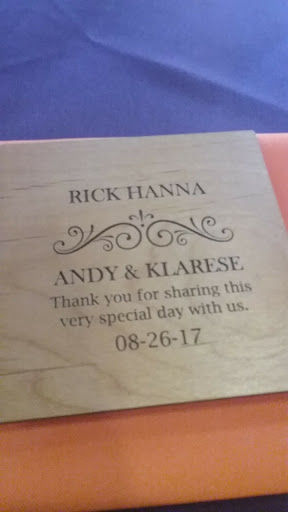 RICK HANNA
ANDY & KLARESE
Thank you for sharing this
very special day with us.
08-26-17